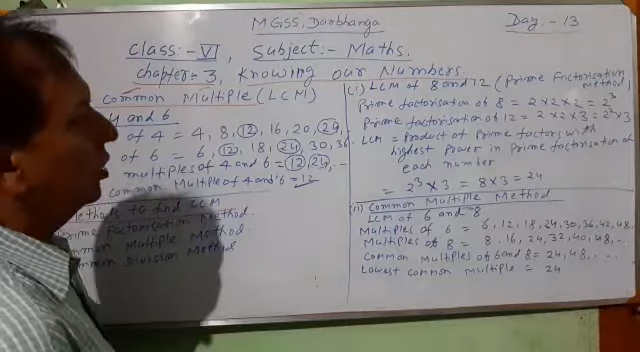 MGSS, Darbhanga
Day:- 13
Class:- VI, Subject:- Maths.
Chapter:- 3, Knowing our Numbers.
Common Multiple (LCM)
4 and 6
of 4 = 4, 8, 12, 16, 20, 24,
of 6 = 6, 12, 18, 24, 30, 36
multiples of 4 and 6 = 12, 24, ..
common Multiple of 4 and 6 = 12
methods to find LCM
Prime Factorisation Method.
Common Multiple Method.
Common Division Method
(i) LCM of 8 and 12 (Prime Factorisation Method)
Prime factorisation of 8 = 2 × 2 × 2 = 2³
Prime factorisation of 12 = 2 × 2 × 3 = 2² × 3
LCM = Product of Prime factors with
highest Power in Prime factorisation of
each number
= 2³ × 3 = 8 × 3 = 24
(ii) Common Multiple Method
LCM of 6 and 8
Multiples of 6 = 6, 12, 18, 24, 30, 36, 42, 48,
Multiples of 8 = 8, 16, 24, 32, 40, 48, ..
Common Multiples of 6 and 8 = 24, 48, ...
Lowest Common Multiple = 24